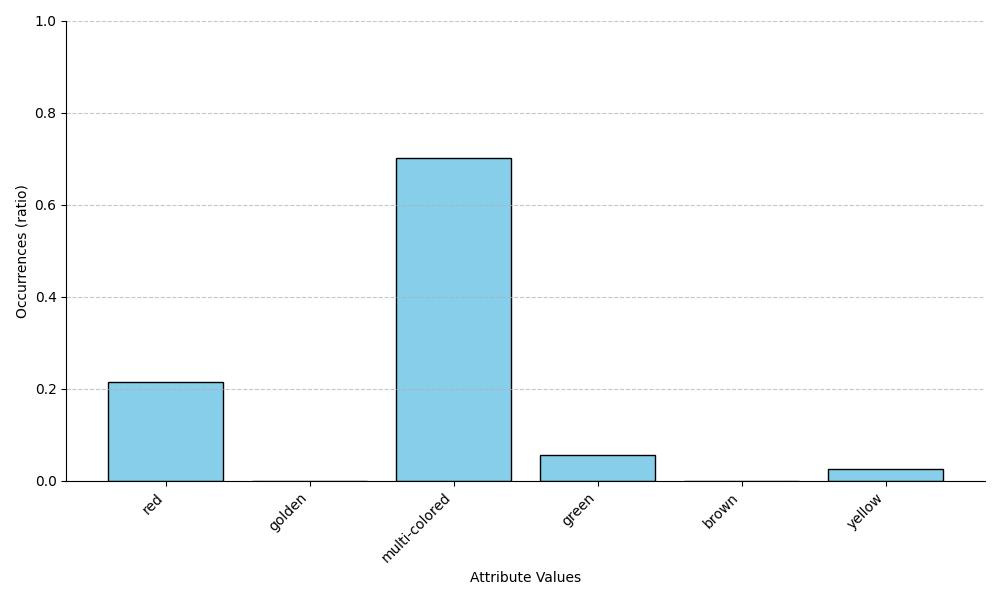 1.0
0.8
0.6
0.4
0.2
0.0
Occurrences (ratio)
red
golden
multi-colored
green
brown
yellow
Attribute Values